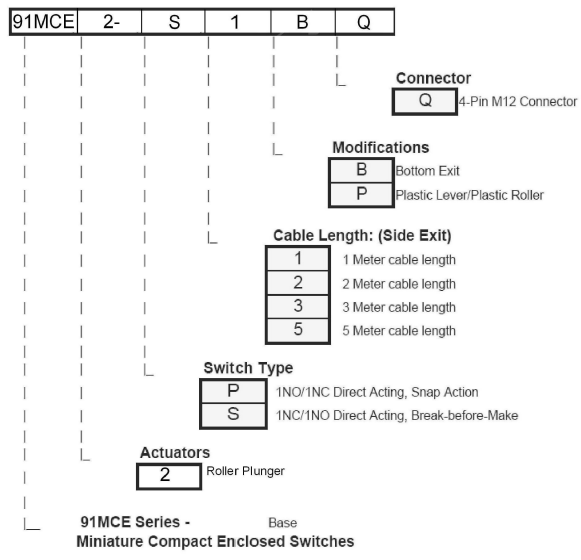 91MCE 2- S 1 B Q
Connector
Q 4-Pin M12 Connector
Modifications
B Bottom Exit
P Plastic Lever/Plastic Roller
Cable Length: (Side Exit)
1 1 Meter cable length
2 2 Meter cable length
3 3 Meter cable length
5 5 Meter cable length
Switch Type
P 1NO/1NC Direct Acting, Snap Action
S 1NC/1NO Direct Acting, Break-before-Make
Actuators
2 Roller Plunger
91MCE Series - Base
Miniature Compact Enclosed Switches